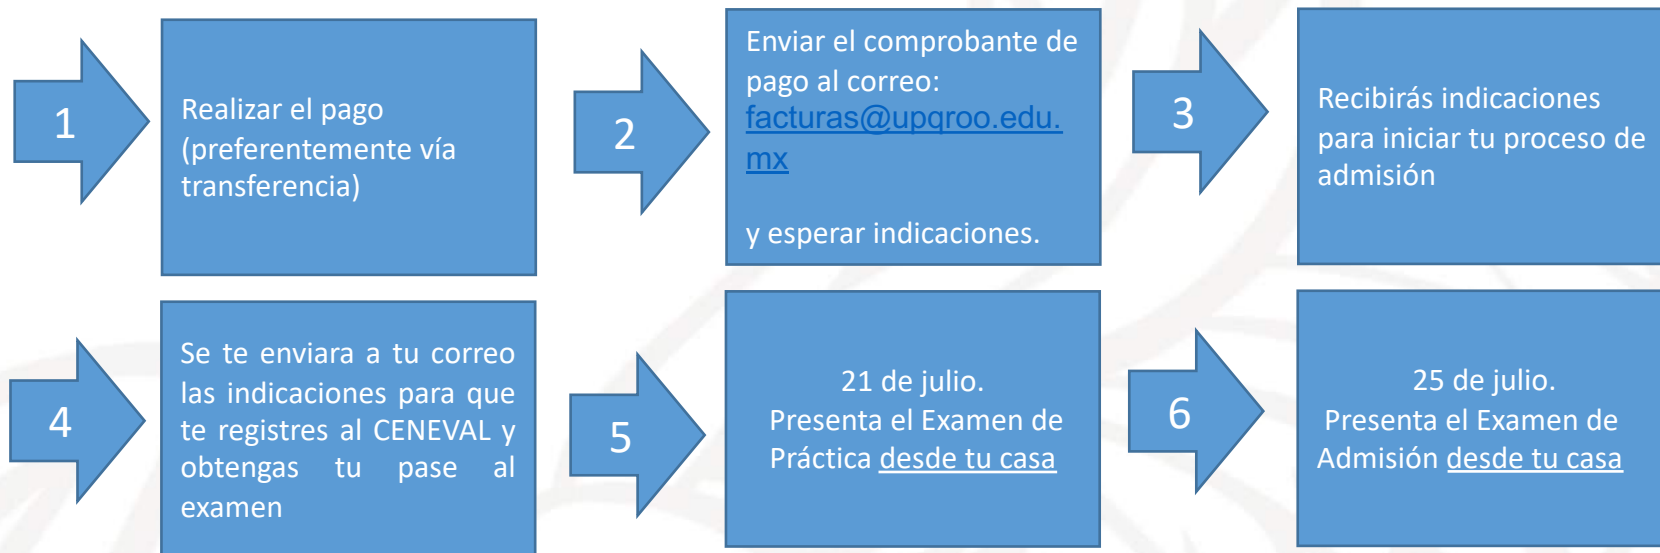 1
Realizar el pago
(preferentemente vía
transferencia)
2
Enviar el comprobante de
pago al correo:
facturas@upqroo.edu.
mx
y esperar indicaciones.
3
Recibirás indicaciones
para iniciar tu proceso de
admisión
4
Se te enviara a tu correo
las indicaciones para que
te registres al CENEVAL y
obtengas tu pase al
examen
5
21 de julio.
Presenta el Examen de
Práctica desde tu casa
6
25 de julio.
Presenta el Examen de
Admisión desde tu casa